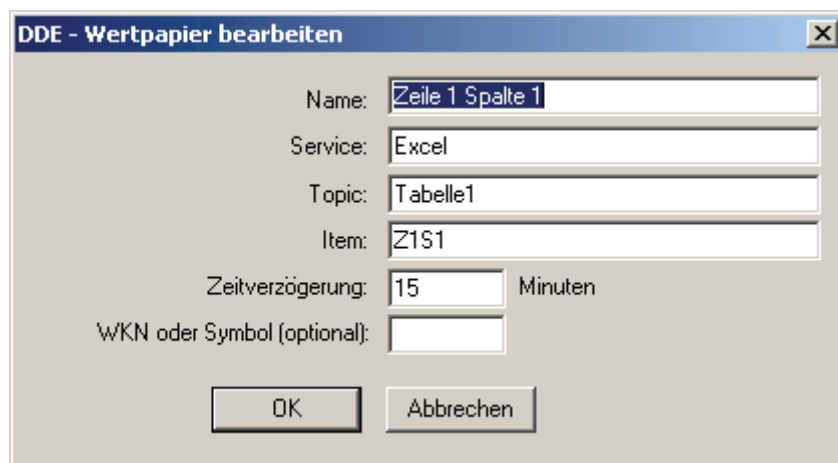 DDE - Wertpapier bearbeiten
Name: Zeile 1 Spalte 1
Service: Excel
Topic: Tabelle1
Item: Z1S1
Zeitverzögerung: 15 Minuten
WKN oder Symbol (optional):
OK Abbrechen